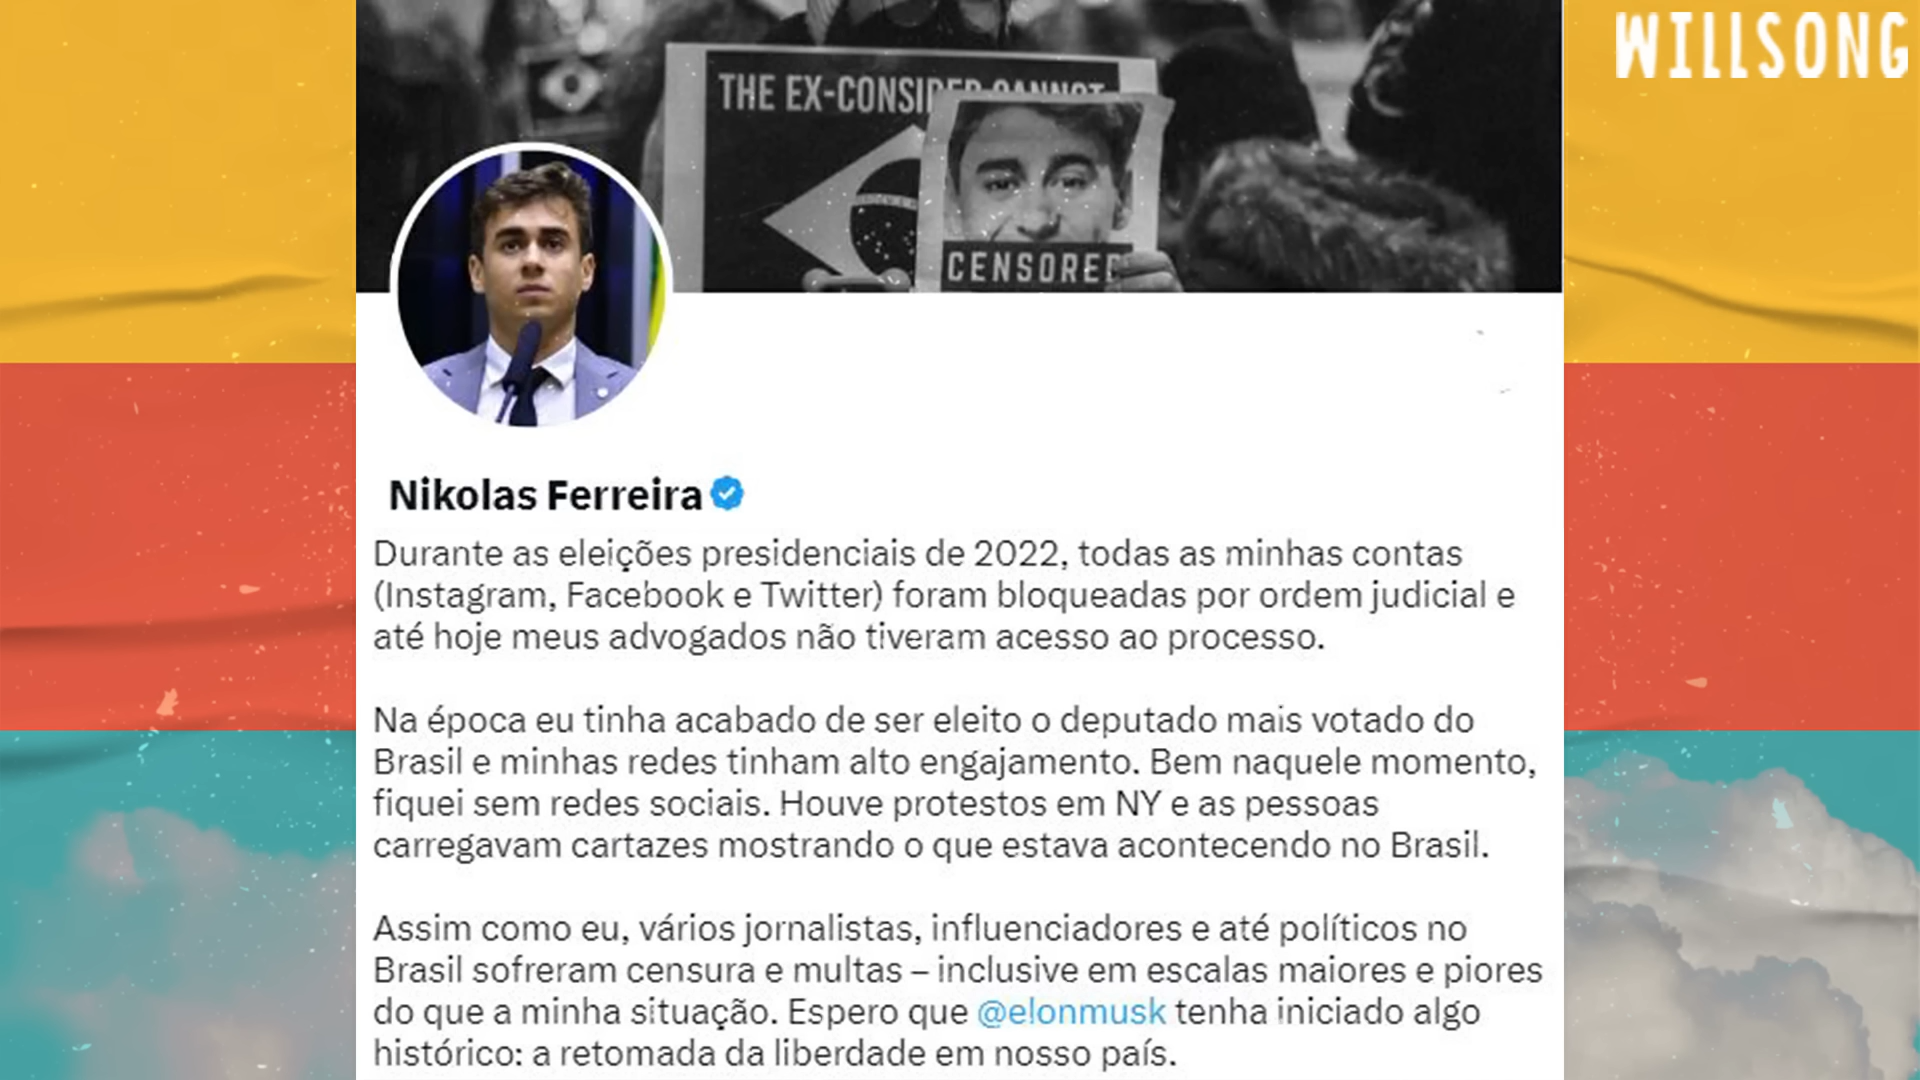 WILLSONG
THE EX-CONSIDER CANNOT
CENSORED
Nikolas Ferreira
Durante as eleições presidenciais de 2022, todas as minhas contas
(Instagram, Facebook e Twitter) foram bloqueadas por ordem judicial e
até hoje meus advogados não tiveram acesso ao processo.
Na época eu tinha acabado de ser eleito o deputado mais votado do
Brasil e minhas redes tinham alto engajamento. Bem naquele momento,
fiquei sem redes sociais. Houve protestos em NY e as pessoas
carregavam cartazes mostrando o que estava acontecendo no Brasil.
Assim como eu, vários jornalistas, influenciadores e até políticos no
Brasil sofreram censura e multas – inclusive em escalas maiores e piores
do que a minha situação. Espero que @elonmusk tenha iniciado algo
histórico: a retomada da liberdade em nosso país.